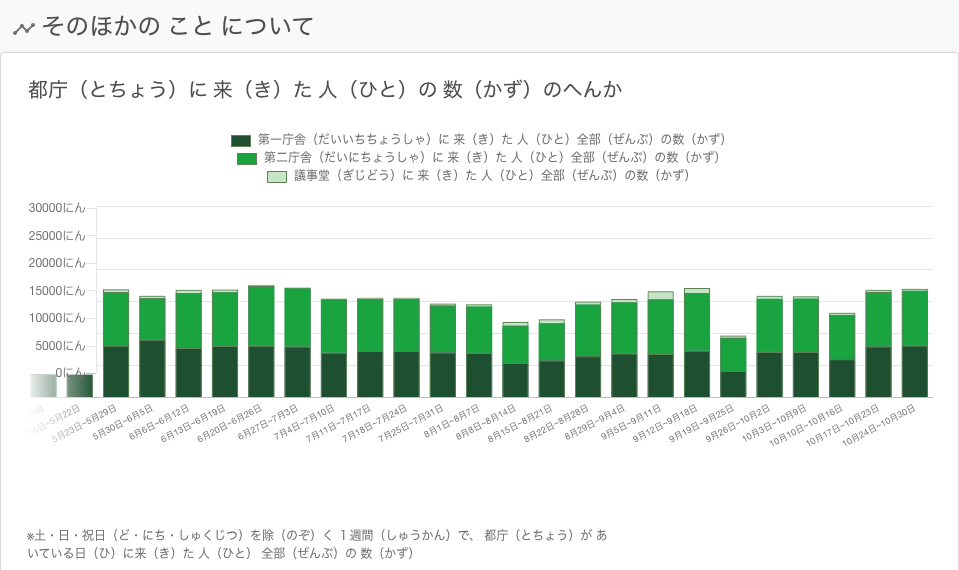 そのほかの こと について
都庁（とちょう）に 来（き）た 人（ひと）の 数（かず）のへんか
第一庁舎（だいいちちょうしゃ）に 来（き）た 人（ひと）全部（ぜんぶ）の数（かず）
第二庁舎（だいにちょうしゃ）に 来（き）た 人（ひと）全部（ぜんぶ）の数（かず）
議事堂（ぎじどう）に 来（き）た 人（ひと）全部（ぜんぶ）の数（かず）
30000にん
25000にん
20000にん
15000にん
10000にん
5000にん
0にん
5月23日~5月29日
5月30日~6月5日
6月6日~6月12日
6月13日~6月19日
6月20日~6月26日
6月27日~7月3日
7月4日~7月10日
7月11日~7月17日
7月18日~7月24日
7月25日~7月31日
8月1日~8月7日
8月8日~8月14日
8月15日~8月21日
8月22日~8月28日
8月29日~9月4日
9月5日~9月11日
9月12日~9月18日
9月19日~9月25日
9月26日~10月2日
10月3日~10月9日
10月10日~10月16日
10月17日~10月23日
10月24日~10月30日
※土・日・祝日（ど・にち・しゅくじつ）を除（のぞ）く １週間（しゅうかん）で、 都庁（とちょう）が あ
いている日（ひ）に来（き）た 人（ひと） 全部（ぜんぶ）の 数（かず）